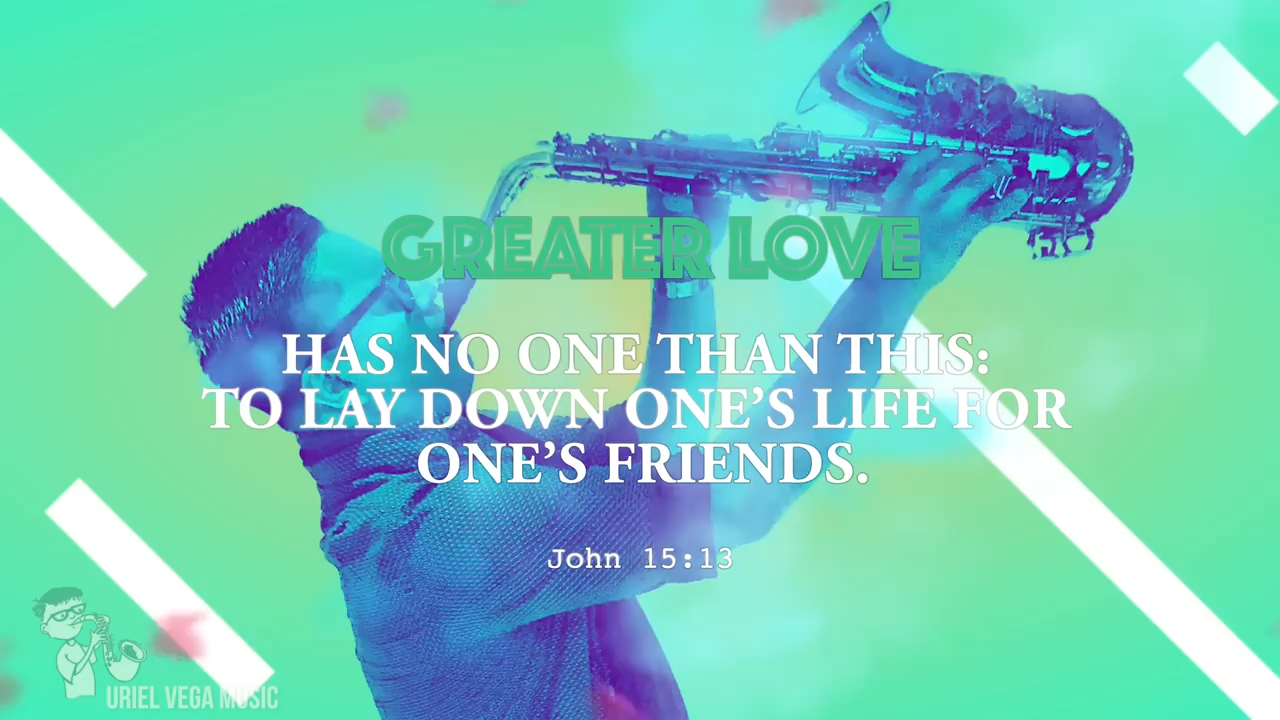 GREATER LOVE
HAS NO ONE THAN THIS:
TO LAY DOWN ONE’S LIFE FOR
ONE’S FRIENDS.
John 15:13
URIEL VEGA MUSIC